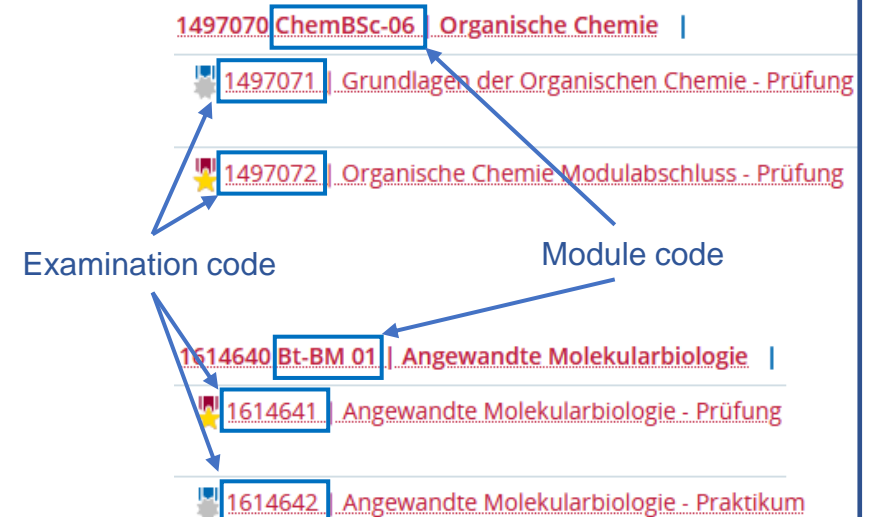 1497070 ChemBSc-06 | Organische Chemie |
1497071 | Grundlagen der Organischen Chemie - Prüfung
1497072 | Organische Chemie Modulabschluss - Prüfung
Examination code
Module code
1614640 Bt-BM 01 | Angewandte Molekularbiologie |
1614641 | Angewandte Molekularbiologie - Prüfung
1614642 | Angewandte Molekularbiologie - Praktikum